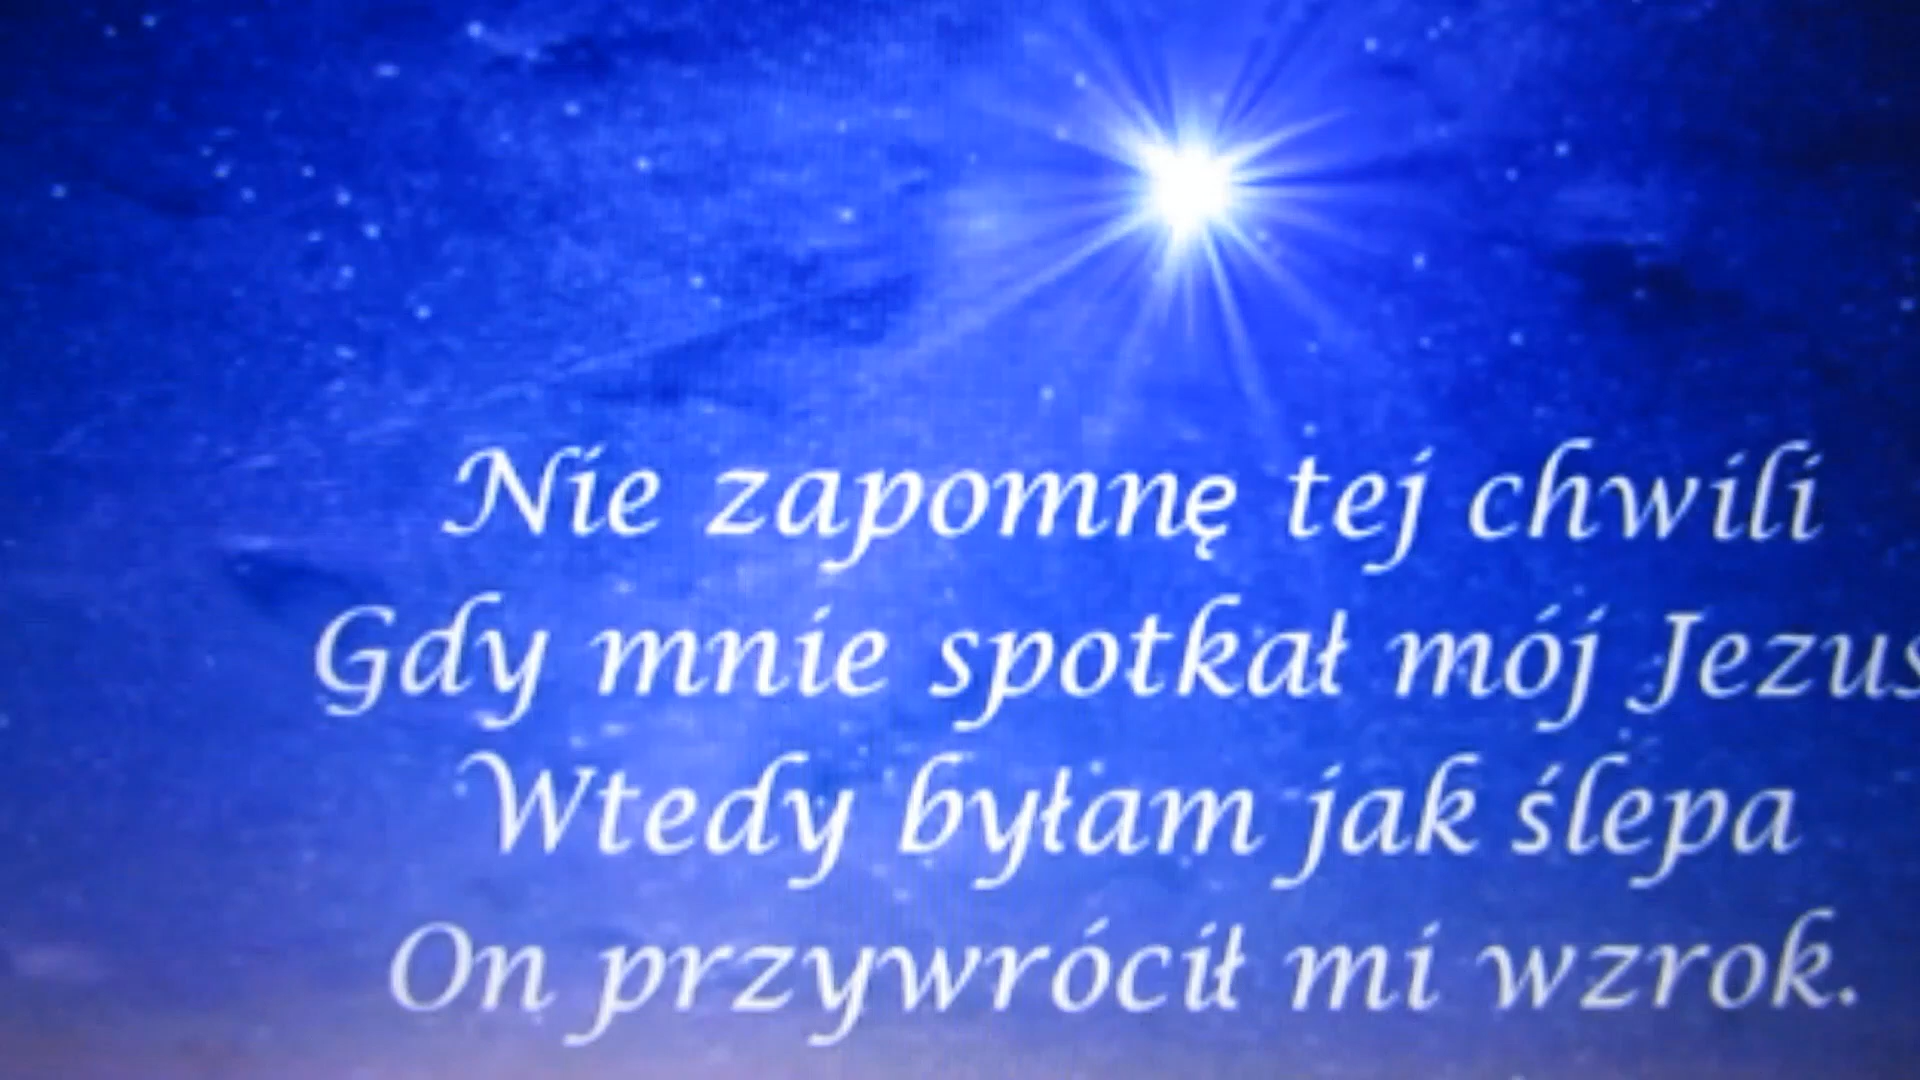 Nie zapomnę tej chwili
Gdy mnie spotkał mój Jezus
Wtedy byłam jak ślepa
On przywrócił mi wzrok.